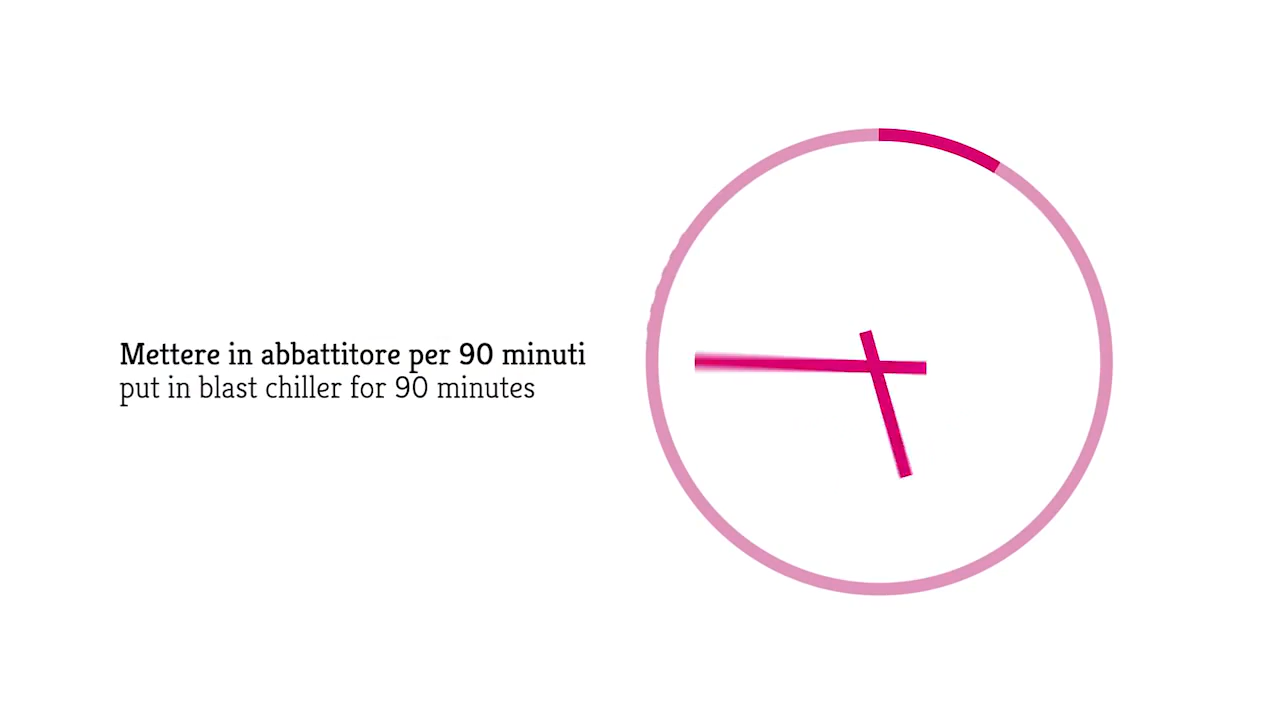 Mettere in abbattitore per 90 minuti
put in blast chiller for 90 minutes